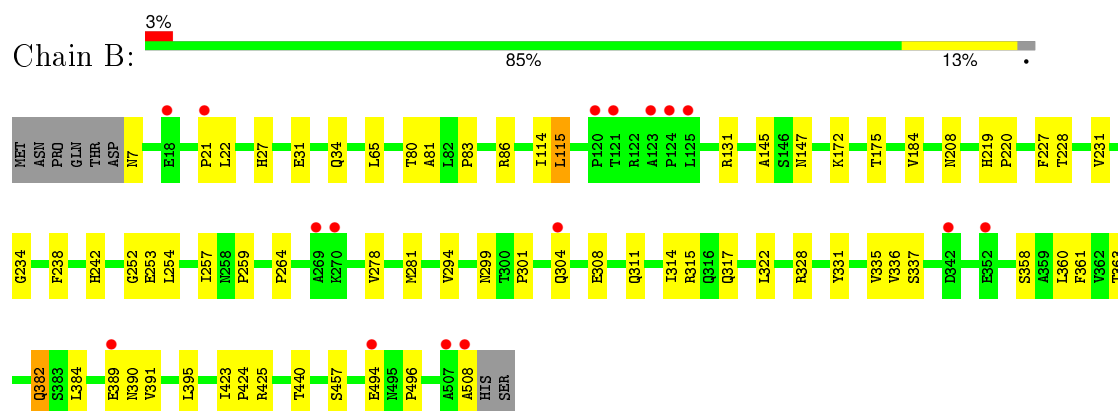 3%
Chain B:
85% 13% •
MET ASN PRO GLN THR ASP N7 E18 P21 L22 H27 E31 Q34 L65 T80 A81 L82 P83 R86 I114 L115 P120 T121 R122 A123 P124 L125 R131 A145 S146 N147 K172 T175 V184 N208 H219 P220 F227 T228 V231
G234 F238 H242 G252 E253 L254 I257 N258 P259 P264 A269 K270 V278 M281 V294 N299 T300 P301 Q304 E308 Q311 I314 R315 Q316 Q317 L322 R328 Y331 V335 V336 S337 D342 E352 S358 A359 L360 F361 V362 T363
Q382 S383 L384 E389 N390 V391 L395 I423 P424 R425 T440 S457 E494 N495 P496 A507 A508 HIS SER